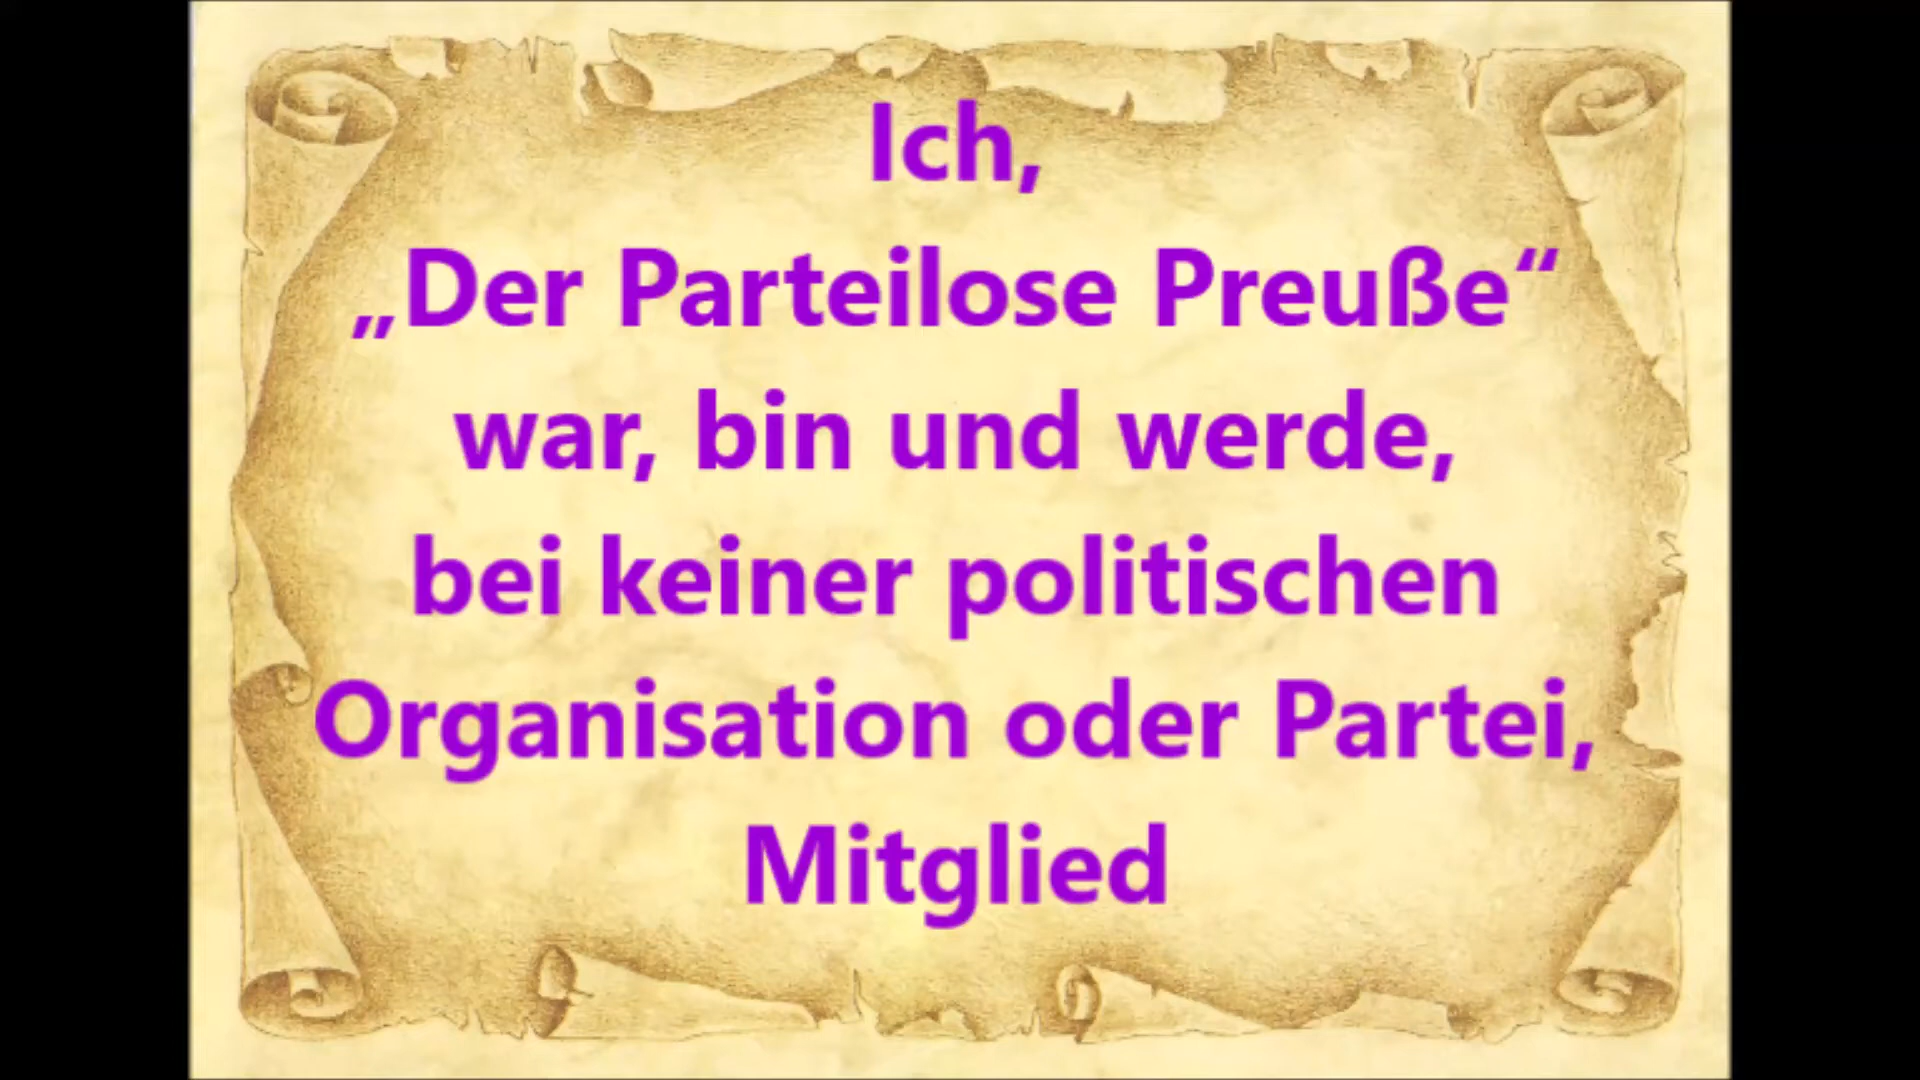 Ich,
„Der Parteilose Preuße“
war, bin und werde,
bei keiner politischen
Organisation oder Partei,
Mitglied